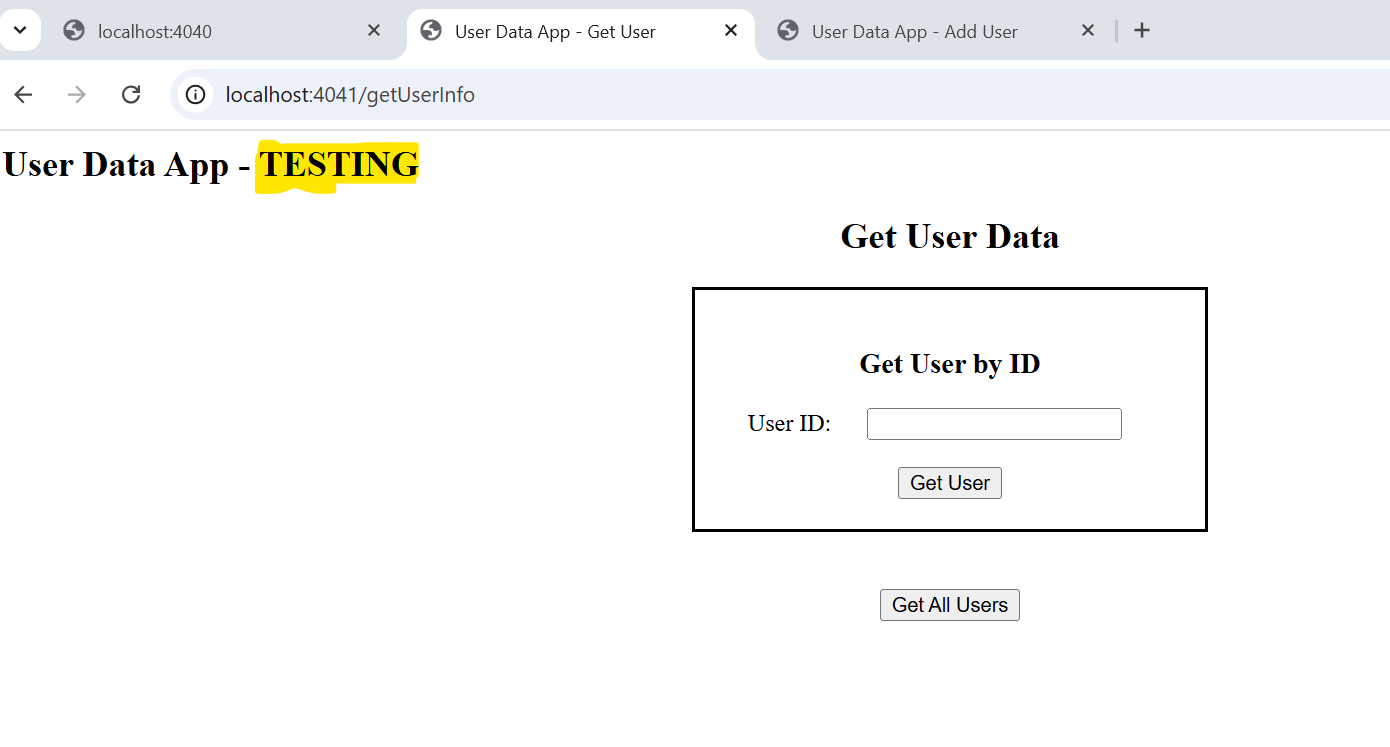 localhost:4040
User Data App - Get User
User Data App - Add User
localhost:4041/getUserInfo
User Data App - TESTING
Get User Data
Get User by ID
User ID:
Get User
Get All Users